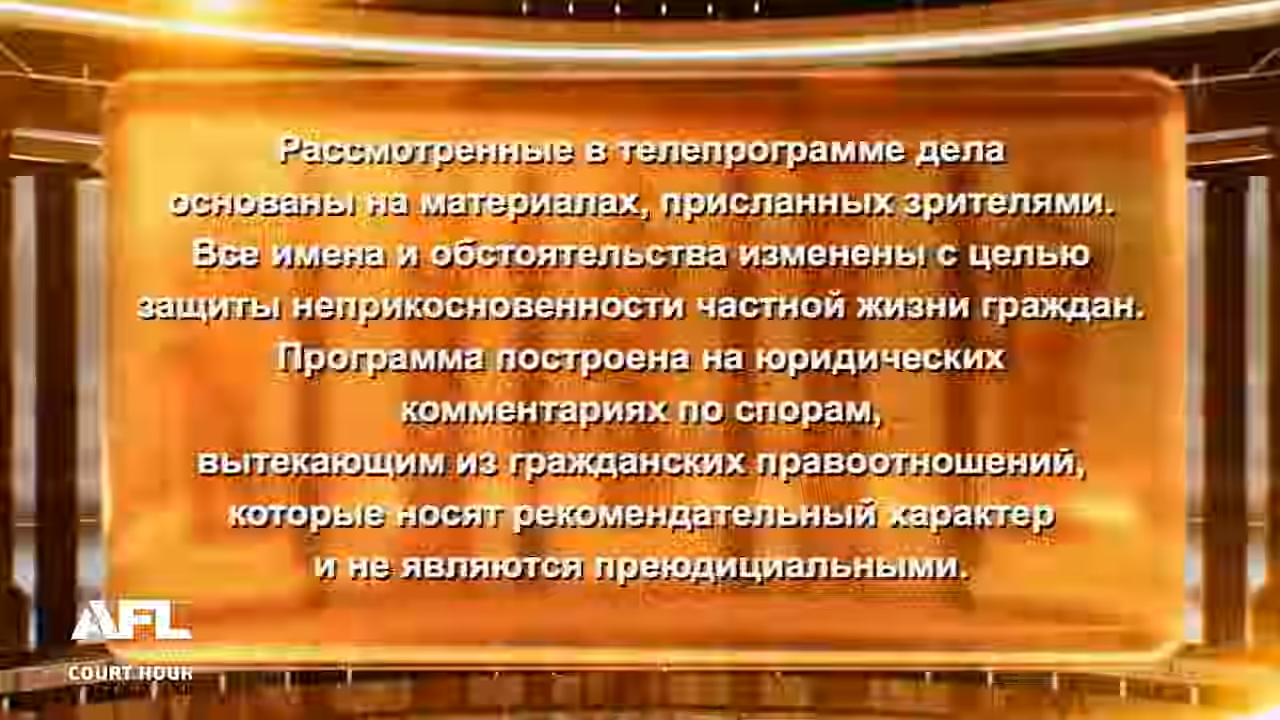 Рассмотренные в телепрограмме дела
основаны на материалах, присланных зрителями.
Все имена и обстоятельства изменены с целью
защиты неприкосновенности частной жизни граждан.
Программа построена на юридических
комментариях по спорам,
вытекающим из гражданских правоотношений,
которые носят рекомендательный характер
и не являются преюдициальными.
AFL
COURT HOUR